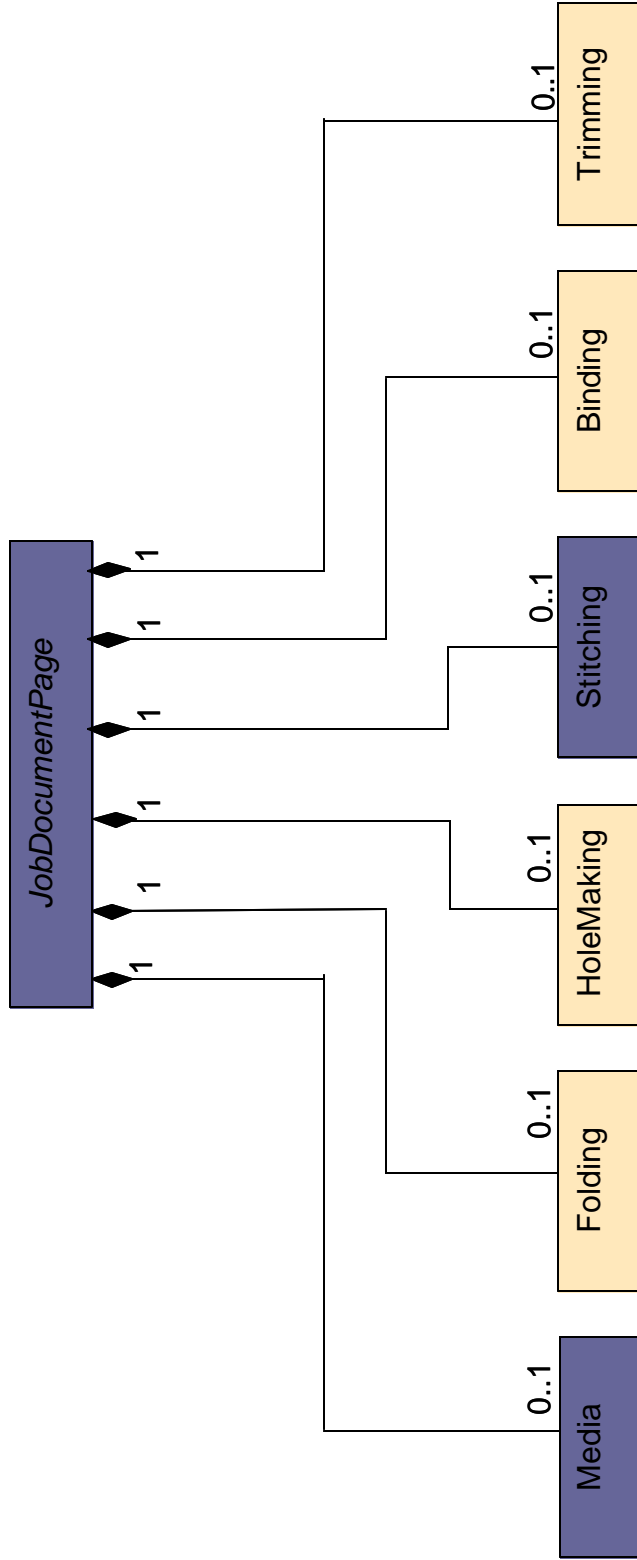 JobDocumentPage
1
1
1
1
1
1
0..1
0..1
0..1
0..1
0..1
0..1
Media
Folding
HoleMaking
Stitching
Binding
Trimming